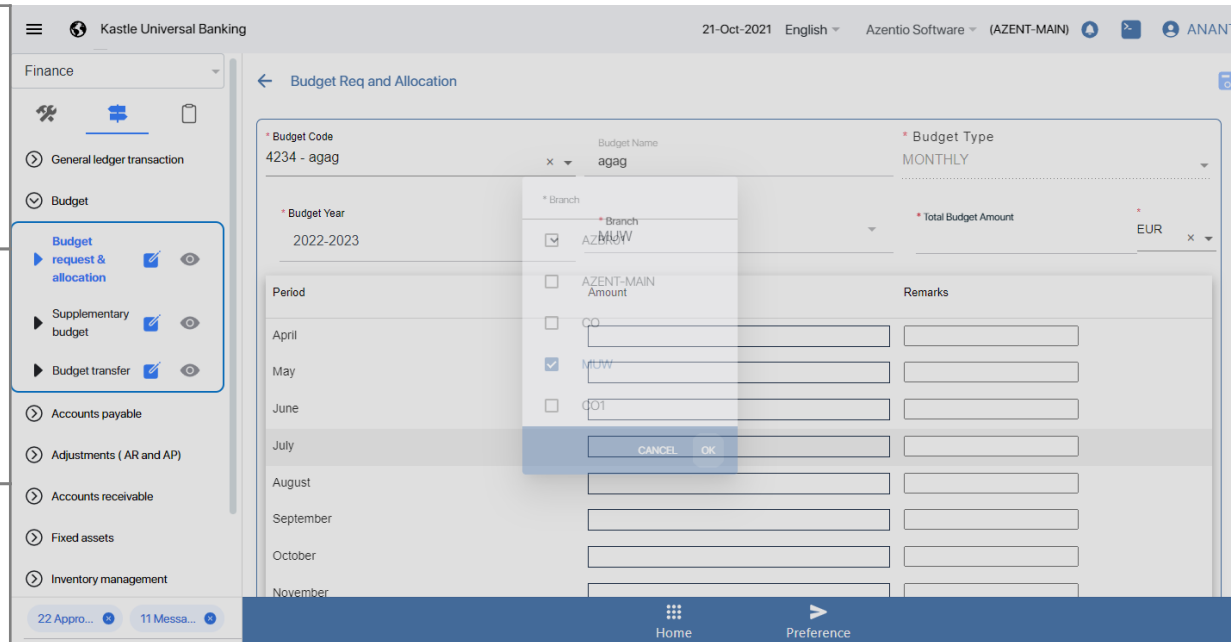 Kastle Universal Banking
21-Oct-2021 English Azentio Software (AZENT-MAIN) ANANT
Finance
General ledger transaction
Budget
Budget
request &
allocation
Supplementary
budget
Budget transfer
Accounts payable
Adjustments ( AR and AP)
Accounts receivable
Fixed assets
Inventory management
22 Appro... 11 Messa...
Budget Req and Allocation
* Budget Code
4234 - agag
Budget Name
agag
* Budget Type
MONTHLY
* Budget Year
2022-2023
* Branch
MUW
* Total Budget Amount
*
EUR
* Branch
AZENT-MAIN
CO
MUW
CO1
CANCEL OK
Period Amount Remarks
April
May
June
July
August
September
October
November
Home Preference